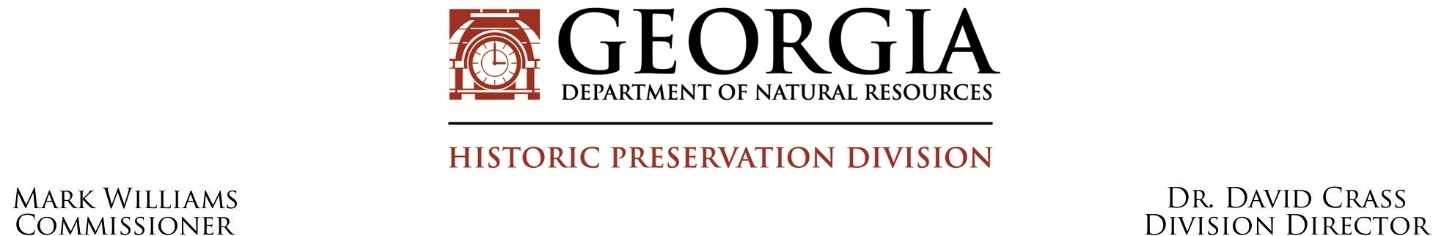 GEORGIA
DEPARTMENT OF NATURAL RESOURCES
HISTORIC PRESERVATION DIVISION
MARK WILLIAMS
COMMISSIONER
DR. DAVID CRASS
DIVISION DIRECTOR